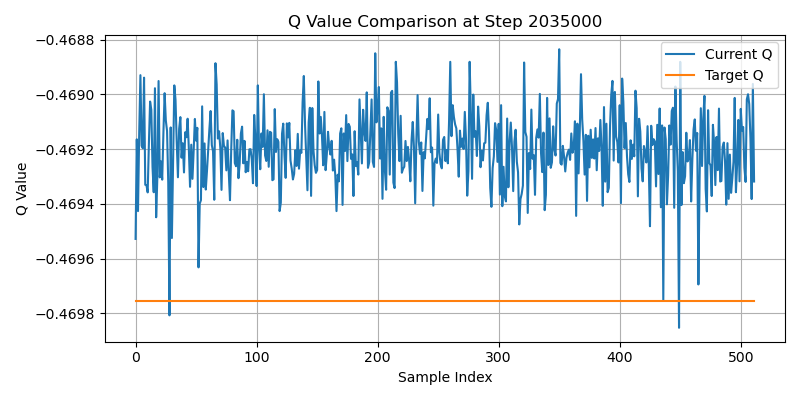 Q Value Comparison at Step 2035000
Current Q
Target Q
Q Value
−0.4688
−0.4690
−0.4692
−0.4694
−0.4696
−0.4698
0 100 200 300 400 500
Sample Index